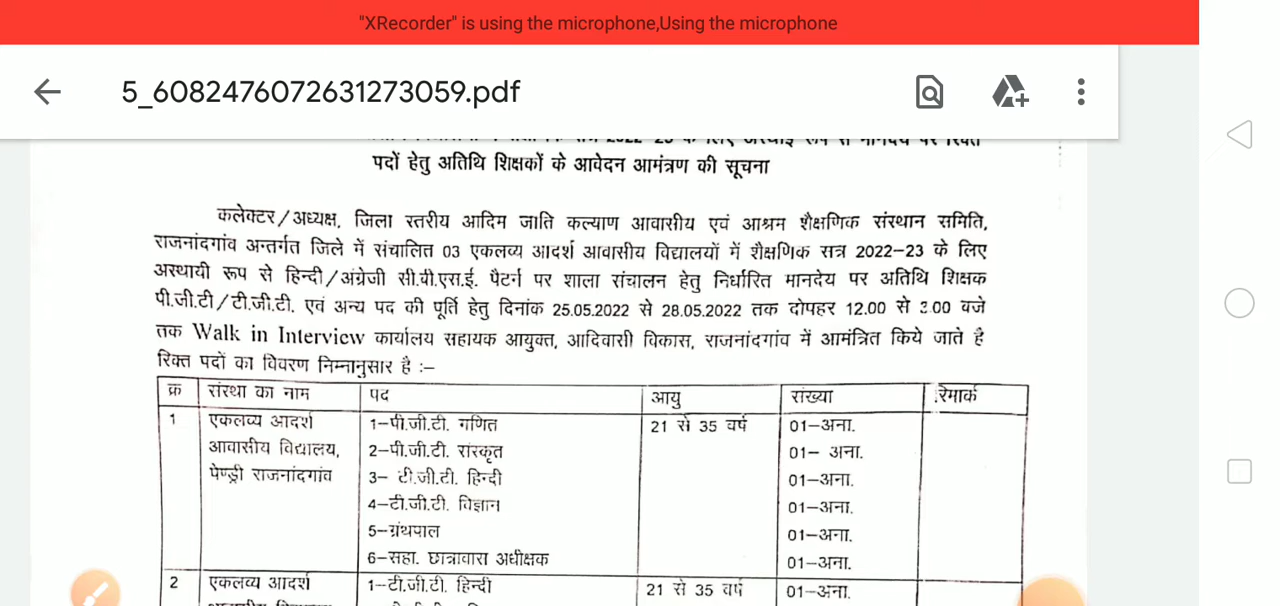 "XRecorder" is using the microphone,Using the microphone
5_6082476072631273059.pdf
2022-23 के लिए अस्थाई रूप से मानदेय पर रिक्त
पदों हेतु अतिथि शिक्षकों के आवेदन आमंत्रण की सूचना
कलेक्टर/अध्यक्ष, जिला स्तरीय आदिम जाति कल्याण आवासीय एवं आश्रम शैक्षणिक संस्थान समिति,
राजनांदगांव अन्तर्गत जिले में संचालित 03 एकलव्य आदर्श आवासीय विद्यालयों में शैक्षणिक सत्र 2022-23 के लिए
अस्थायी रूप से हिन्दी/अंग्रेजी सी.बी.एस.ई. पैटर्न पर शाला संचालन हेतु निर्धारित मानदेय पर अतिथि शिक्षक
पी.जी.टी/टी.जी.टी. एवं अन्य पद की पूर्ति हेतु दिनांक 25.05.2022 से 28.05.2022 तक दोपहर 12.00 से 3.00 बजे
तक Walk in Interview कार्यालय सहायक आयुक्त, आदिवासी विकास, राजनांदगांव में आमंत्रित किये जाते है
रिक्त पदों का विवरण निम्नानुसार है :–
क्र संस्था का नाम पद आयु संख्या रिमार्क
1 एकलव्य आदर्श 1–पी.जी.टी. गणित 21 से 35 वर्ष 01–अना.
आवासीय विद्यालय, 2–पी.जी.टी. संस्कृत 01– अना.
पेण्ड्री राजनांदगांव 3– टी.जी.टी. हिन्दी 01–अना.
4–टी.जी.टी. विज्ञान 01–अना.
5–ग्रंथपाल 01–अना.
6–सहा. छात्रावास अधीक्षक 01–अना.
2 एकलव्य आदर्श 1–टी.जी.टी. हिन्दी 21 से 35 वर्ष 01–अना.